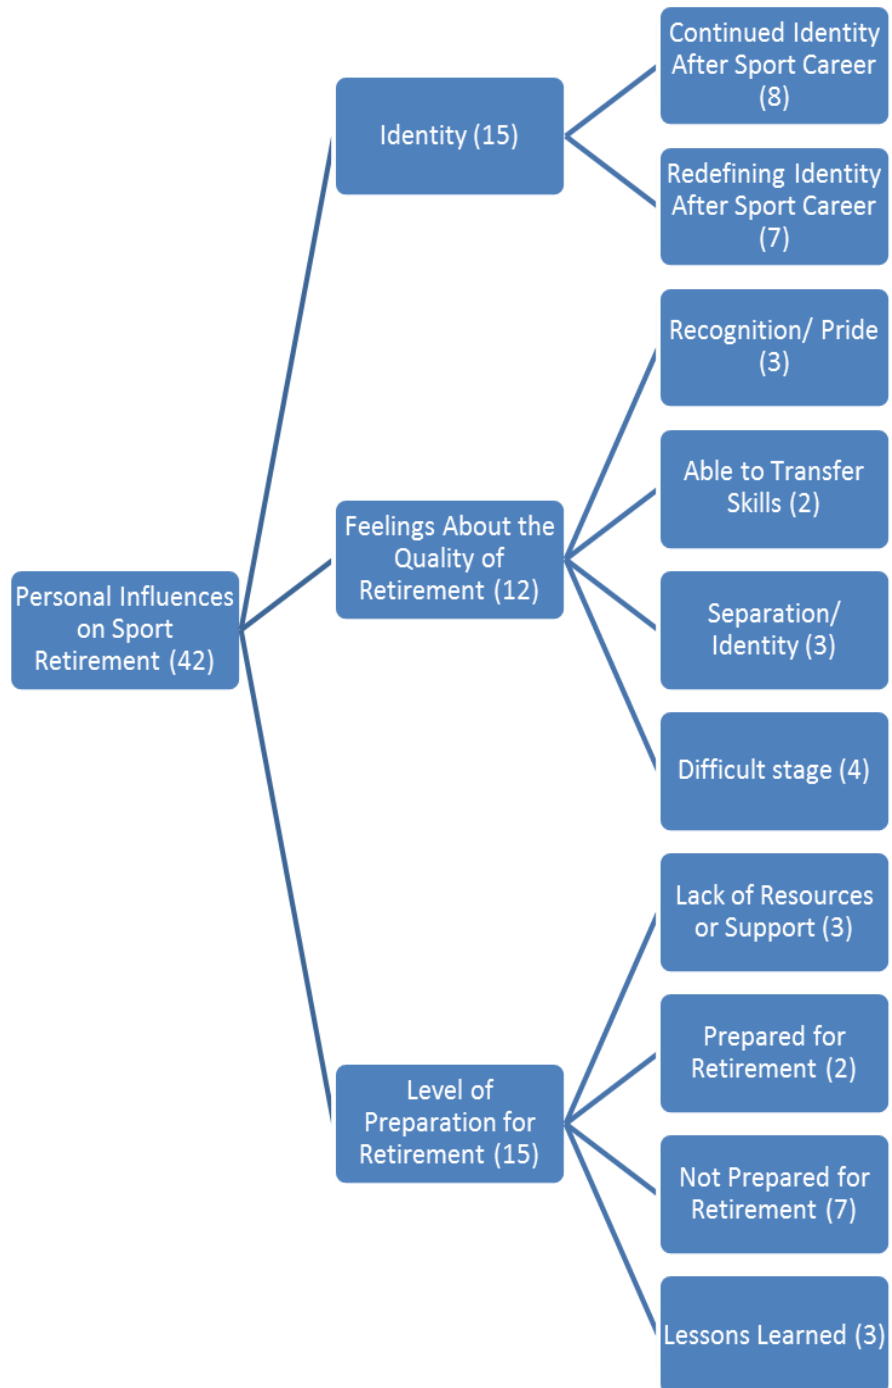 Personal Influences
on Sport
Retirement (42)
Identity (15)
Continued Identity
After Sport Career
(8)
Redefining Identity
After Sport Career
(7)
Feelings About the
Quality of
Retirement (12)
Recognition/ Pride
(3)
Able to Transfer
Skills (2)
Separation/
Identity (3)
Difficult stage (4)
Level of
Preparation for
Retirement (15)
Lack of Resources
or Support (3)
Prepared for
Retirement (2)
Not Prepared for
Retirement (7)
Lessons Learned (3)